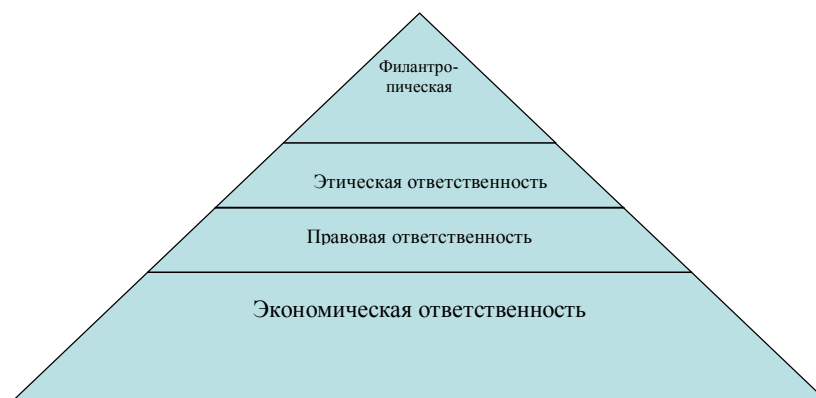 Филантро-
пическая
Этическая ответственность
Правовая ответственность
Экономическая ответственность